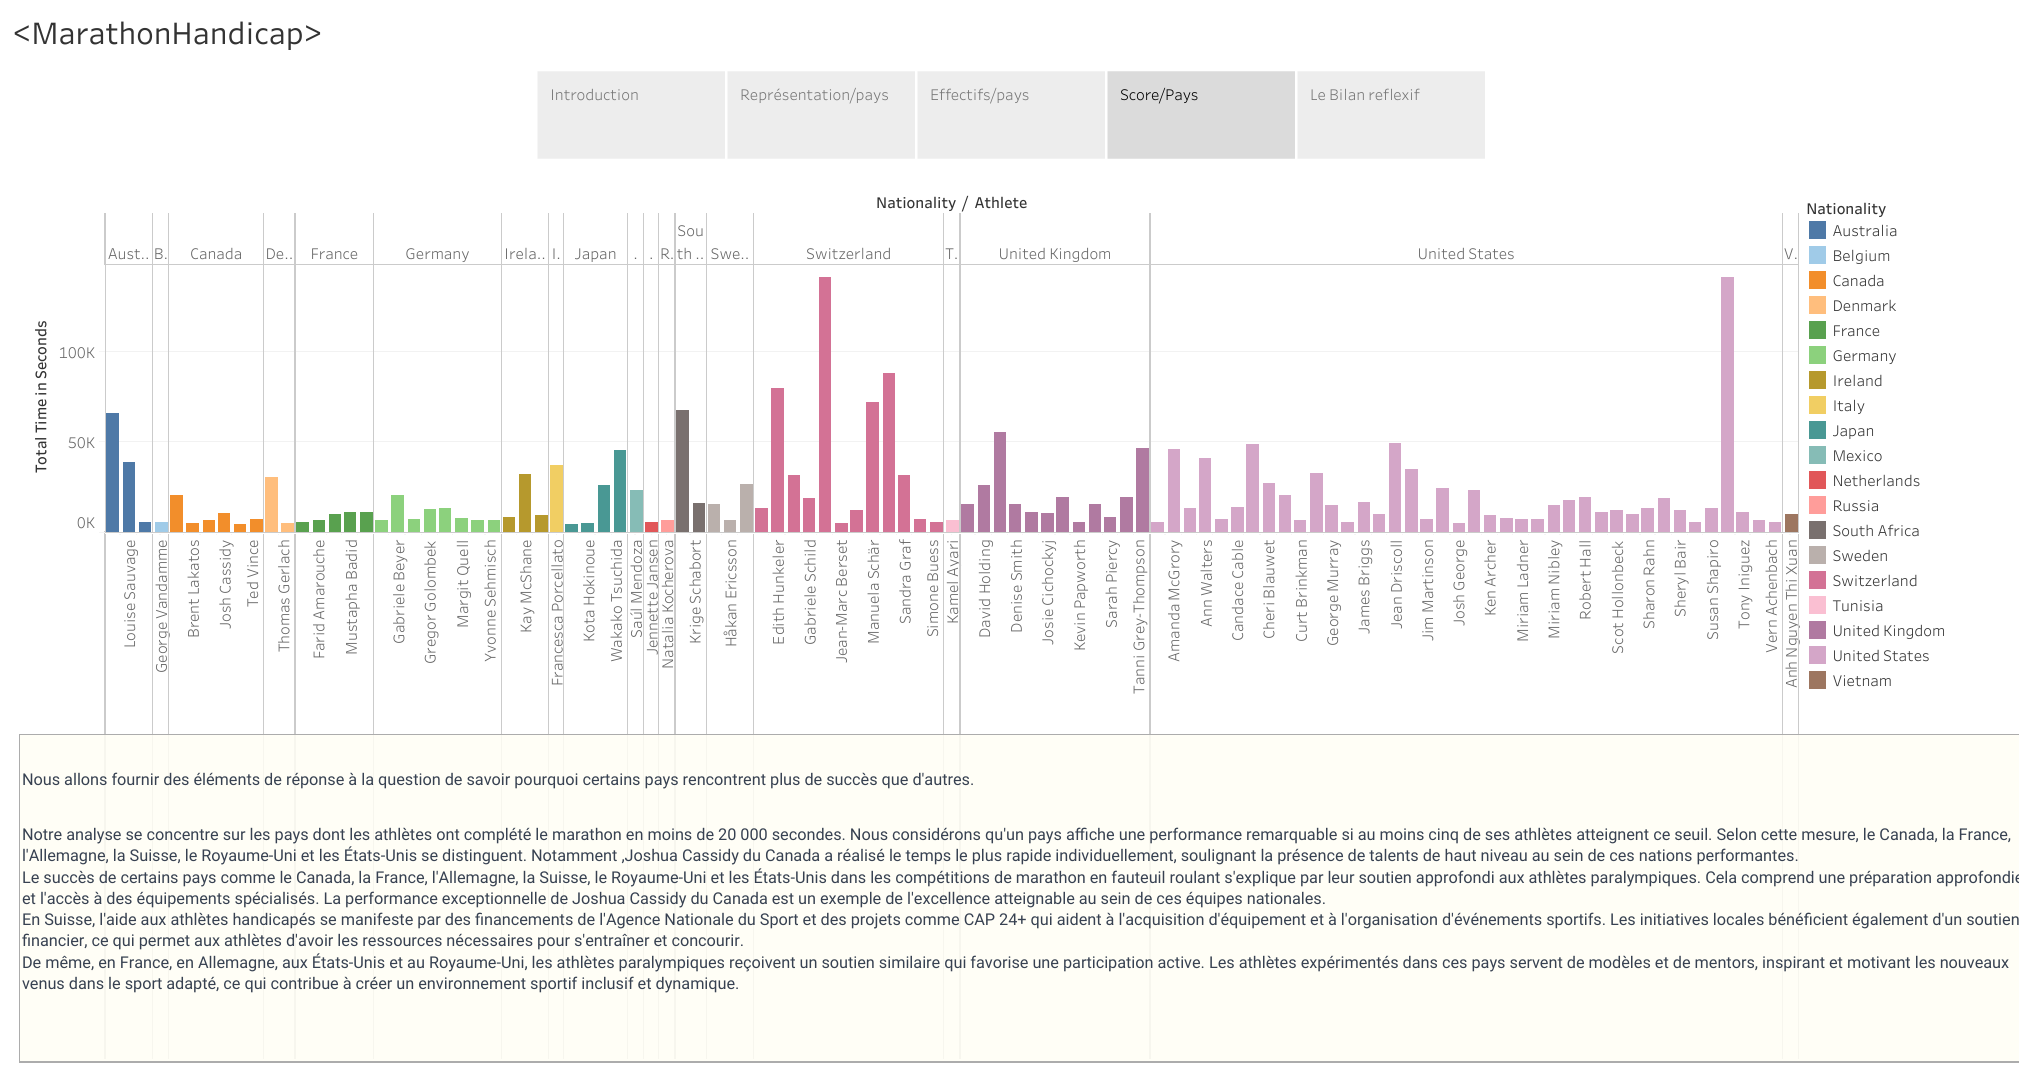 <MarathonHandicap>
Introduction
Représentation/pays
Effectifs/pays
Score/Pays
Le Bilan reflexif
Nationality / Athlete
Aust..
B.
Canada
De..
France
Germany
Irela..
I.
Japan
.
.
R.
Sou
th ..
Swe..
Switzerland
T.
United Kingdom
United States
V.
Total Time in Seconds
100K
50K
0K
Louise Sauvage
George Vandamme
Brent Lakatos
Josh Cassidy
Ted Vince
Thomas Gerlach
Farid Amarouche
Mustapha Badid
Gabriele Beyer
Gregor Golombek
Margit Quell
Yvonne Sehmisch
Kay McShane
Francesca Porcellato
Kota Hokinoue
Wakako Tsuchida
Saúl Mendoza
Jennette Jansen
Natalia Kocherova
Krige Schabort
Håkan Ericsson
Edith Hunkeler
Gabriele Schild
Jean-Marc Berset
Manuela Schär
Sandra Graf
Simone Buess
Kamel Avari
David Holding
Denise Smith
Josie Cichockyj
Kevin Papworth
Sarah Piercy
Tanni Grey-Thompson
Amanda McGrory
Ann Walters
Candace Cable
Cheri Blauwet
Curt Brinkman
George Murray
James Briggs
Jean Driscoll
Jim Martinson
Josh George
Ken Archer
Miriam Ladner
Miriam Nibley
Robert Hall
Scot Hollonbeck
Sharon Rahn
Sheryl Bair
Susan Shapiro
Tony Iniguez
Vern Achenbach
Anh Nguyen Thi Xuan
Nationality
Australia
Belgium
Canada
Denmark
France
Germany
Ireland
Italy
Japan
Mexico
Netherlands
Russia
South Africa
Sweden
Switzerland
Tunisia
United Kingdom
United States
Vietnam
Nous allons fournir des éléments de réponse à la question de savoir pourquoi certains pays rencontrent plus de succès que d'autres.
Notre analyse se concentre sur les pays dont les athlètes ont complété le marathon en moins de 20 000 secondes. Nous considérons qu'un pays affiche une performance remarquable si au moins cinq de ses athlètes atteignent ce seuil. Selon cette mesure, le Canada, la France,
l'Allemagne, la Suisse, le Royaume-Uni et les États-Unis se distinguent. Notamment ,Joshua Cassidy du Canada a réalisé le temps le plus rapide individuellement, soulignant la présence de talents de haut niveau au sein de ces nations performantes.
Le succès de certains pays comme le Canada, la France, l'Allemagne, la Suisse, le Royaume-Uni et les États-Unis dans les compétitions de marathon en fauteuil roulant s'explique par leur soutien approfondi aux athlètes paralympiques. Cela comprend une préparation approfondie
et l'accès à des équipements spécialisés. La performance exceptionnelle de Joshua Cassidy du Canada est un exemple de l'excellence atteignable au sein de ces équipes nationales.
En Suisse, l'aide aux athlètes handicapés se manifeste par des financements de l'Agence Nationale du Sport et des projets comme CAP 24+ qui aident à l'acquisition d'équipement et à l'organisation d'événements sportifs. Les initiatives locales bénéficient également d'un soutien
financier, ce qui permet aux athlètes d'avoir les ressources nécessaires pour s'entraîner et concourir.
De même, en France, en Allemagne, aux États-Unis et au Royaume-Uni, les athlètes paralympiques reçoivent un soutien similaire qui favorise une participation active. Les athlètes expérimentés dans ces pays servent de modèles et de mentors, inspirant et motivant les nouveaux
venus dans le sport adapté, ce qui contribue à créer un environnement sportif inclusif et dynamique.